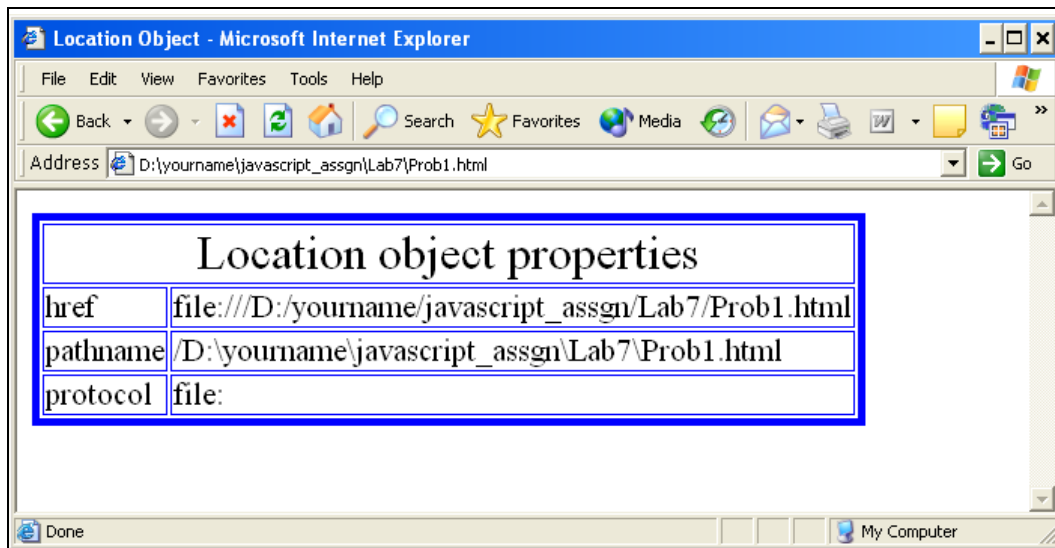 Location Object - Microsoft Internet Explorer
File Edit View Favorites Tools Help
Back Search Favorites Media »
Address D:\yourname\javascript_assgn\Lab7\Prob1.html Go
Location object properties
href file:///D:/yourname/javascript_assgn/Lab7/Prob1.html
pathname /D:\yourname\javascript_assgn\Lab7\Prob1.html
protocol file:
Done My Computer